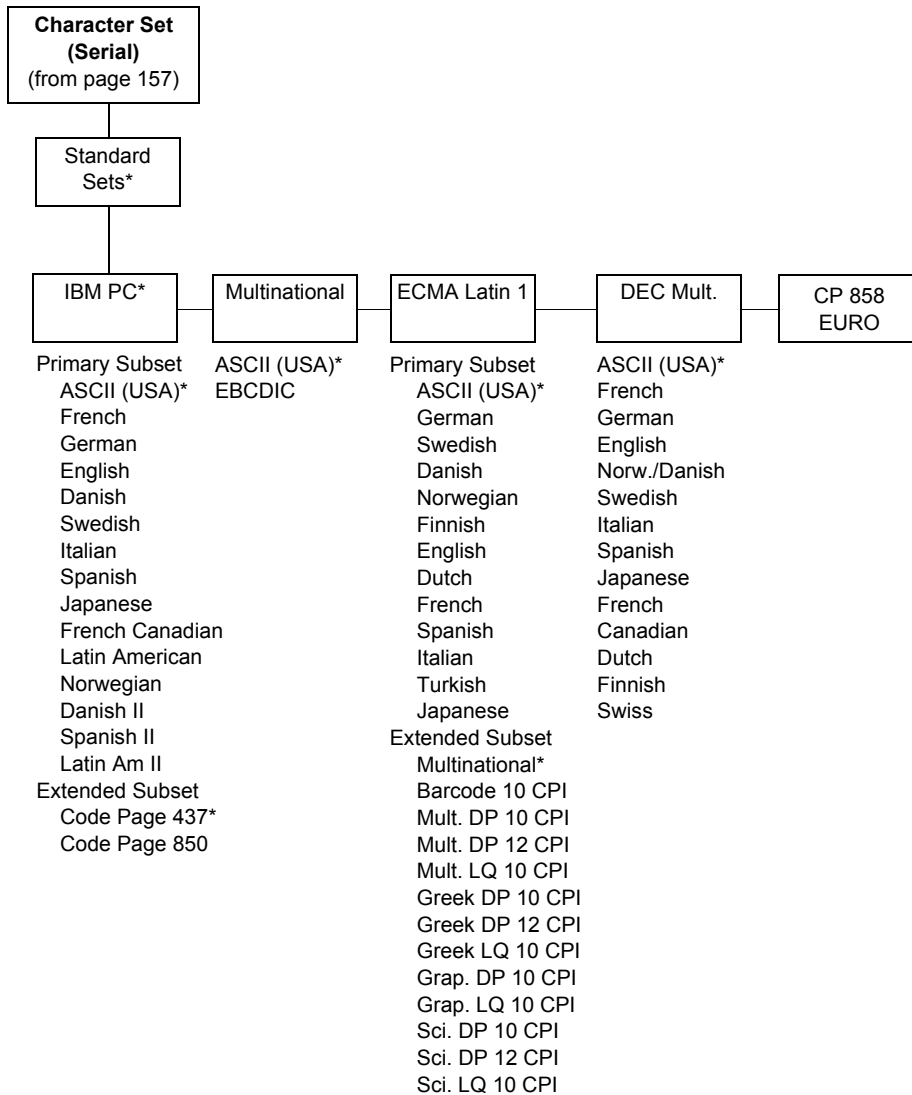 Character Set
(Serial)
(from page 157)
Standard
Sets*
IBM PC*
Primary Subset
ASCII (USA)*
French
German
English
Danish
Swedish
Italian
Spanish
Japanese
French Canadian
Latin American
Norwegian
Danish II
Spanish II
Latin Am II
Extended Subset
Code Page 437*
Code Page 850
Multinational
ASCII (USA)*
EBCDIC
ECMA Latin 1
Primary Subset
ASCII (USA)*
German
Swedish
Danish
Norwegian
Finnish
English
Dutch
French
Spanish
Italian
Turkish
Japanese
Extended Subset
Multinational*
Barcode 10 CPI
Mult. DP 10 CPI
Mult. DP 12 CPI
Mult. LQ 10 CPI
Greek DP 10 CPI
Greek DP 12 CPI
Greek LQ 10 CPI
Grap. DP 10 CPI
Grap. LQ 10 CPI
Sci. DP 10 CPI
Sci. DP 12 CPI
Sci. LQ 10 CPI
DEC Mult.
ASCII (USA)*
French
German
English
Norw./Danish
Swedish
Italian
Spanish
Japanese
French
Canadian
Dutch
Finnish
Swiss
CP 858
EURO